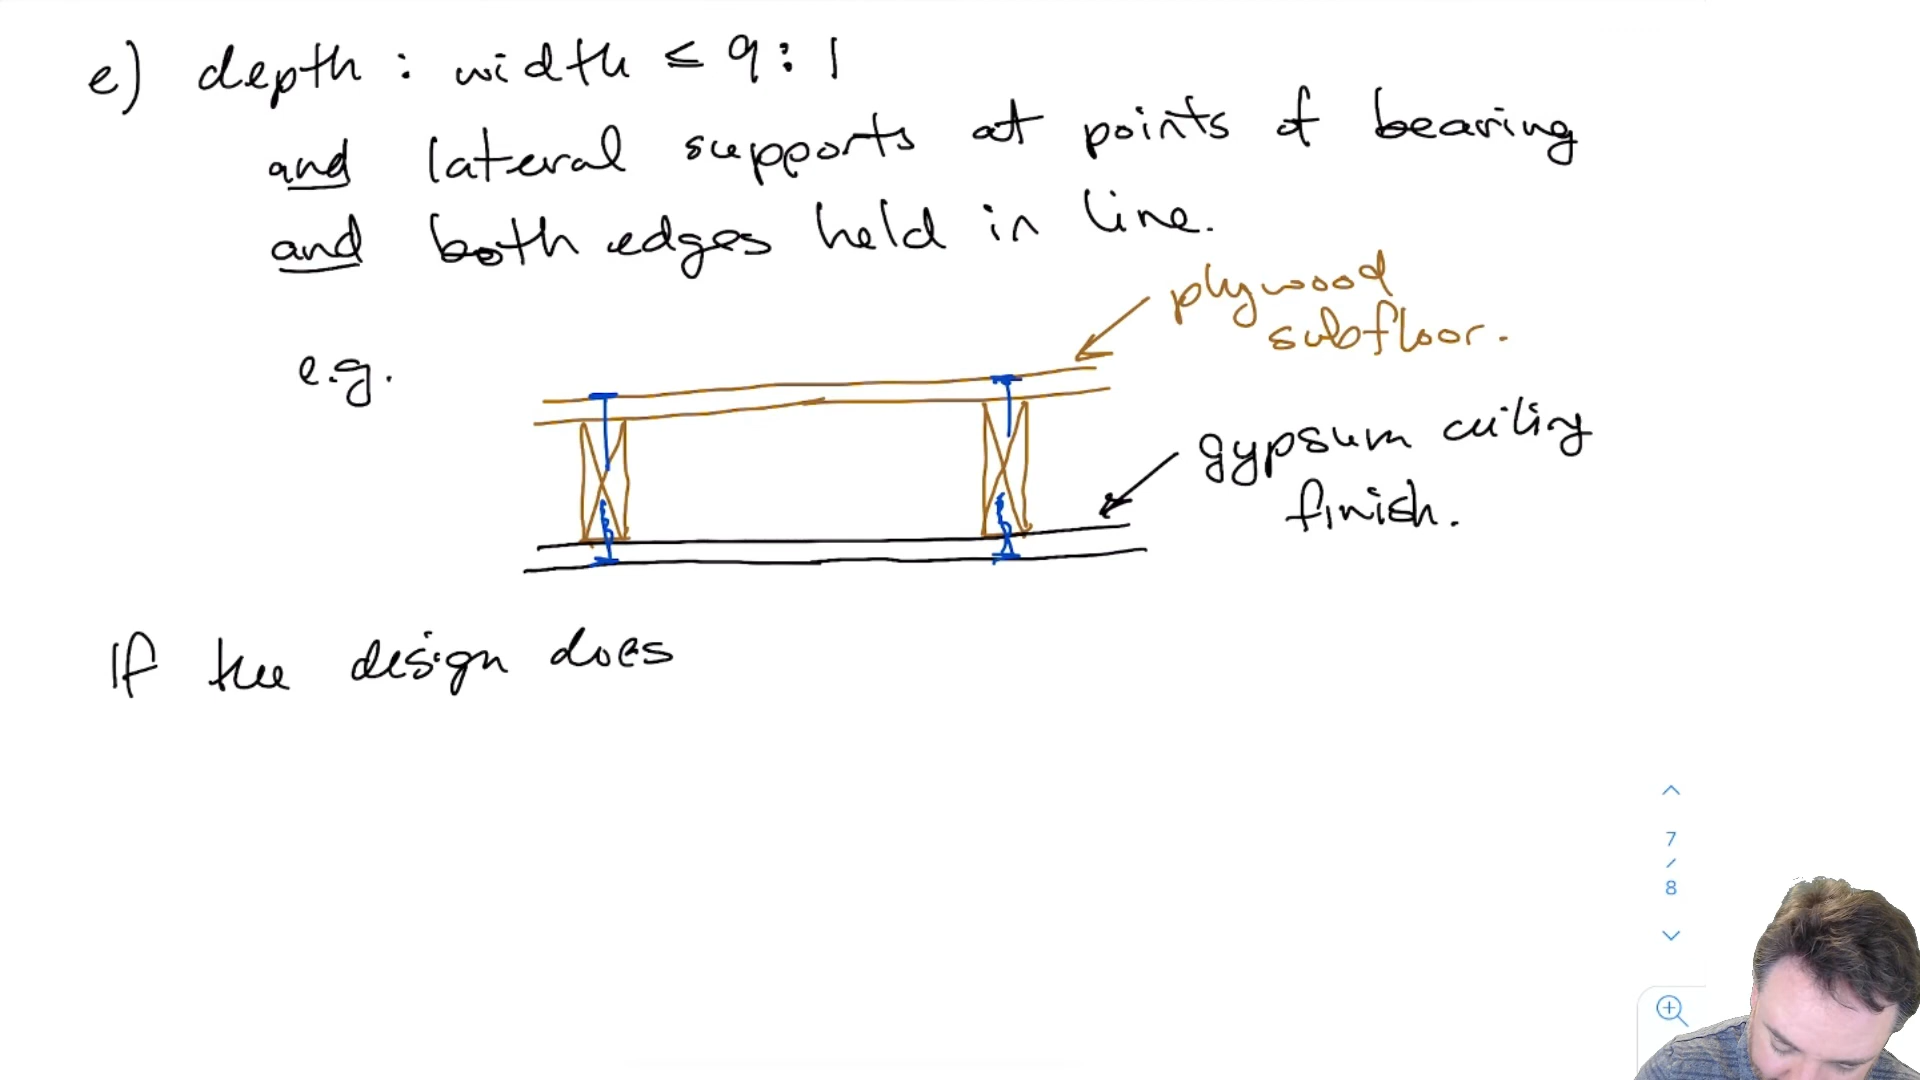 e) depth : width ≤ 9 : 1
and lateral supports at points of bearing
and both edges held in line.
plywood
subfloor.
e.g.
gypsum ceiling
finish.
If the design does
7
/
8